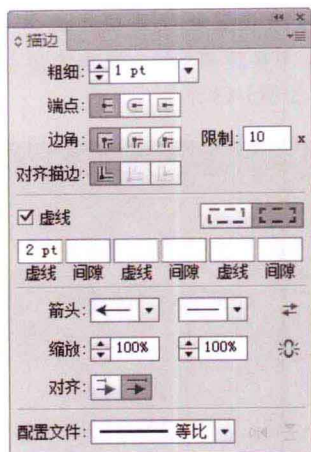 描边
粗细: 1 pt
端点:
边角: 限制: 10 x
对齐描边:
虚线
2 pt
虚线 间隙 虚线 间隙 虚线 间隙
箭头:
缩放: 100% 100%
对齐:
配置文件: 等比